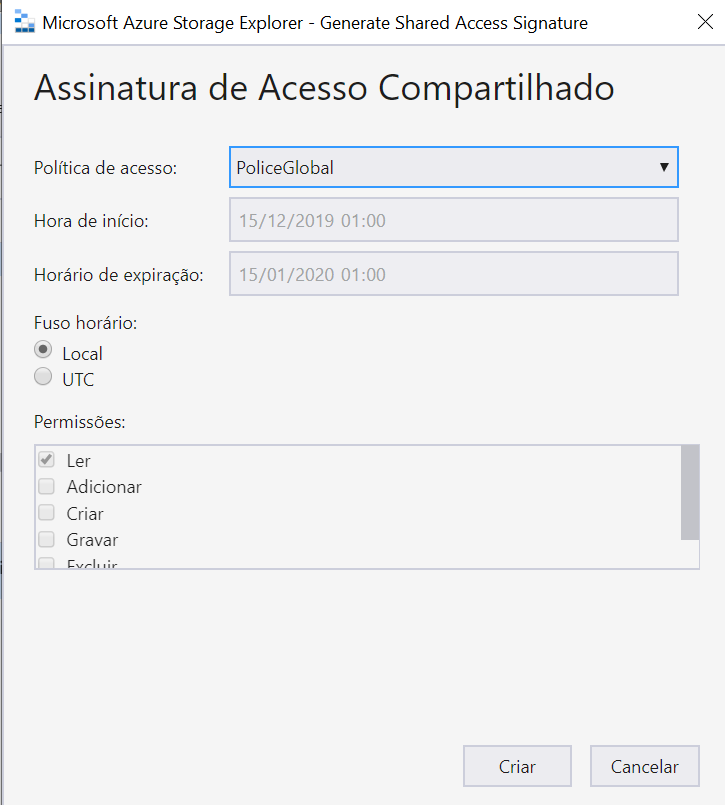 Microsoft Azure Storage Explorer - Generate Shared Access Signature
Assinatura de Acesso Compartilhado
Política de acesso: PoliceGlobal
Hora de início: 15/12/2019 01:00
Horário de expiração: 15/01/2020 01:00
Fuso horário:
Local
UTC
Permissões:
Ler
Adicionar
Criar
Gravar
Excluir
Criar Cancelar